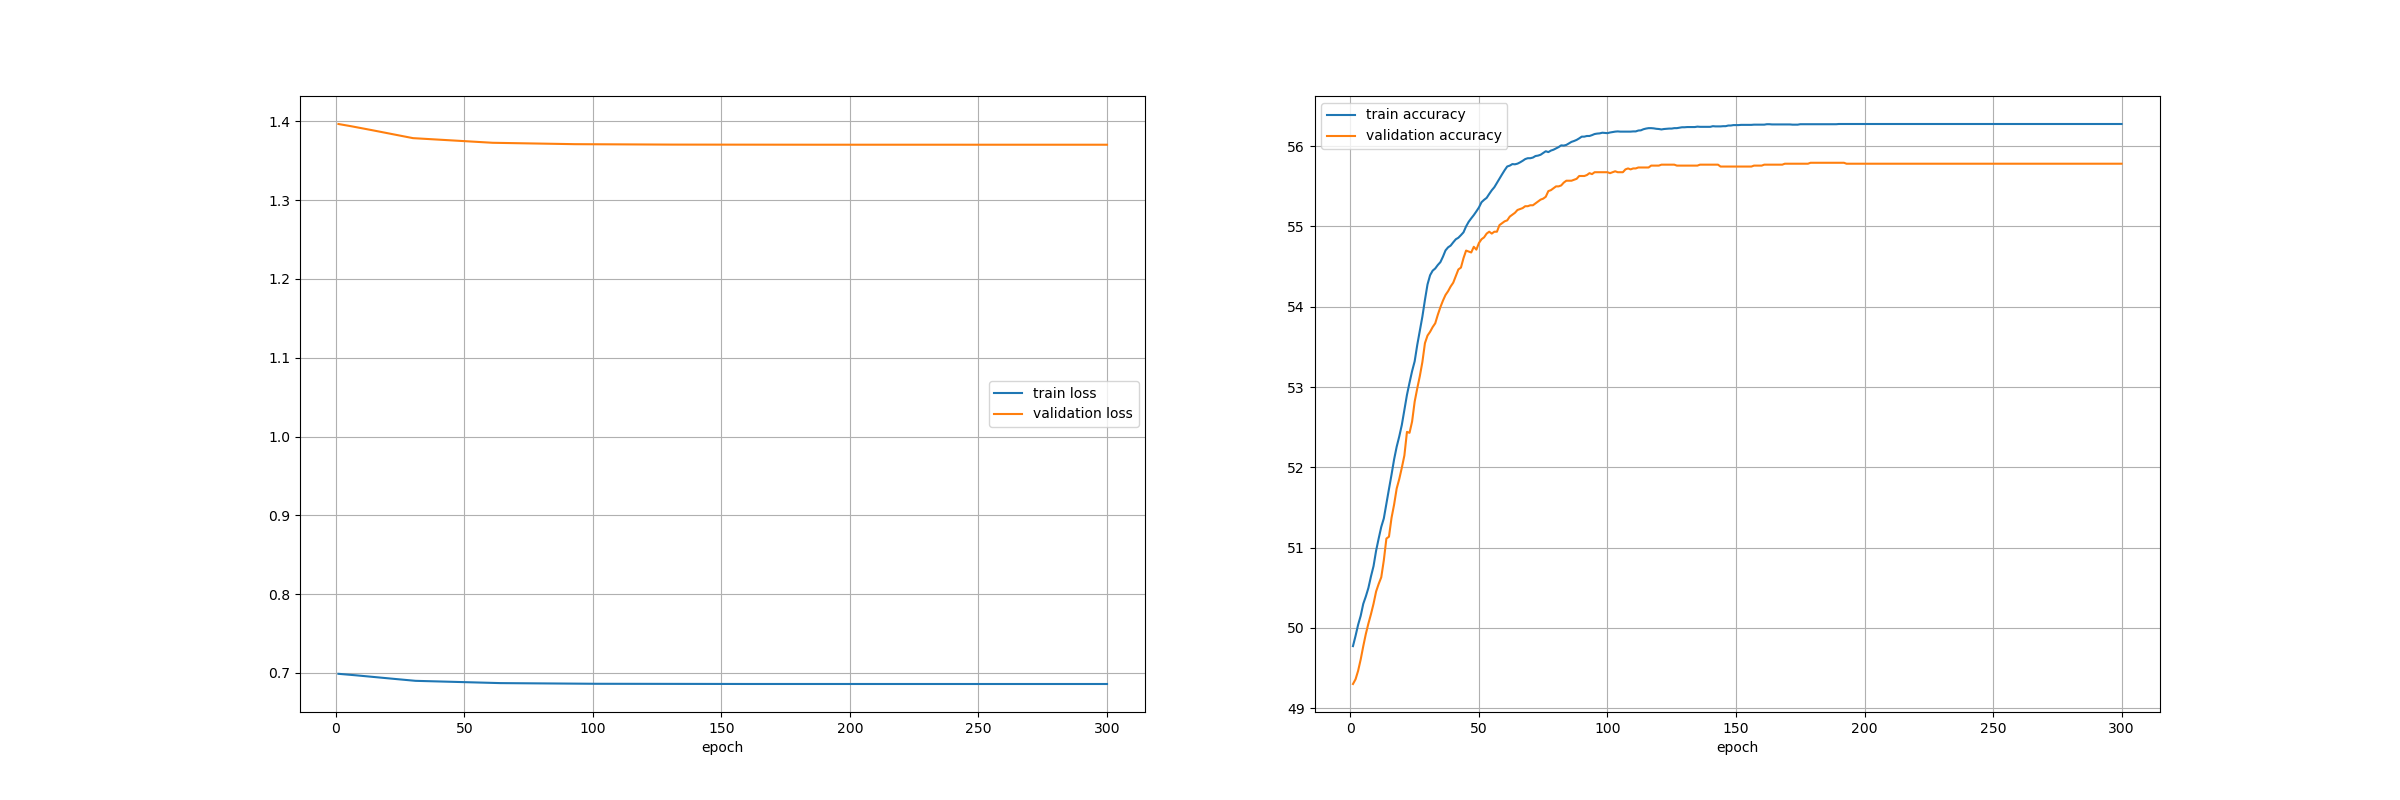 1.4
1.3
1.2
1.1
1.0
0.9
0.8
0.7
0 50 100 150 200 250 300
epoch
train loss
validation loss
56
55
54
53
52
51
50
49
0 50 100 150 200 250 300
epoch
train accuracy
validation accuracy